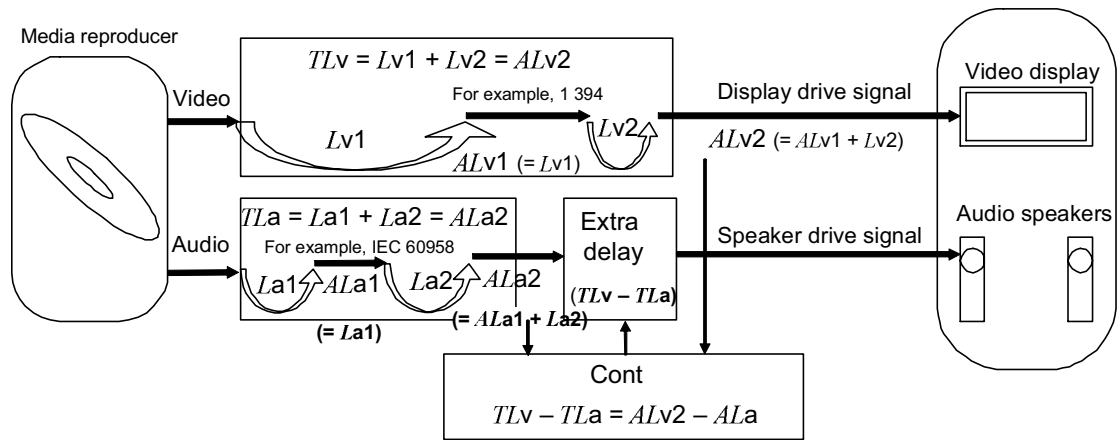 Media reproducer
Video
TLv = Lv1 + Lv2 = ALv2
For example, 1 394
Lv1
Lv2
ALv1 (= Lv1)
Display drive signal
ALv2 (= ALv1 + Lv2)
Video display
Audio
TLa = La1 + La2 = ALa2
For example, IEC 60958
La1
ALa1
La2
ALa2
(= La1)
(= ALa1 + La2)
Extra
delay
(TLv – TLa)
Speaker drive signal
Audio speakers
Cont
TLv – TLa = ALv2 – ALa